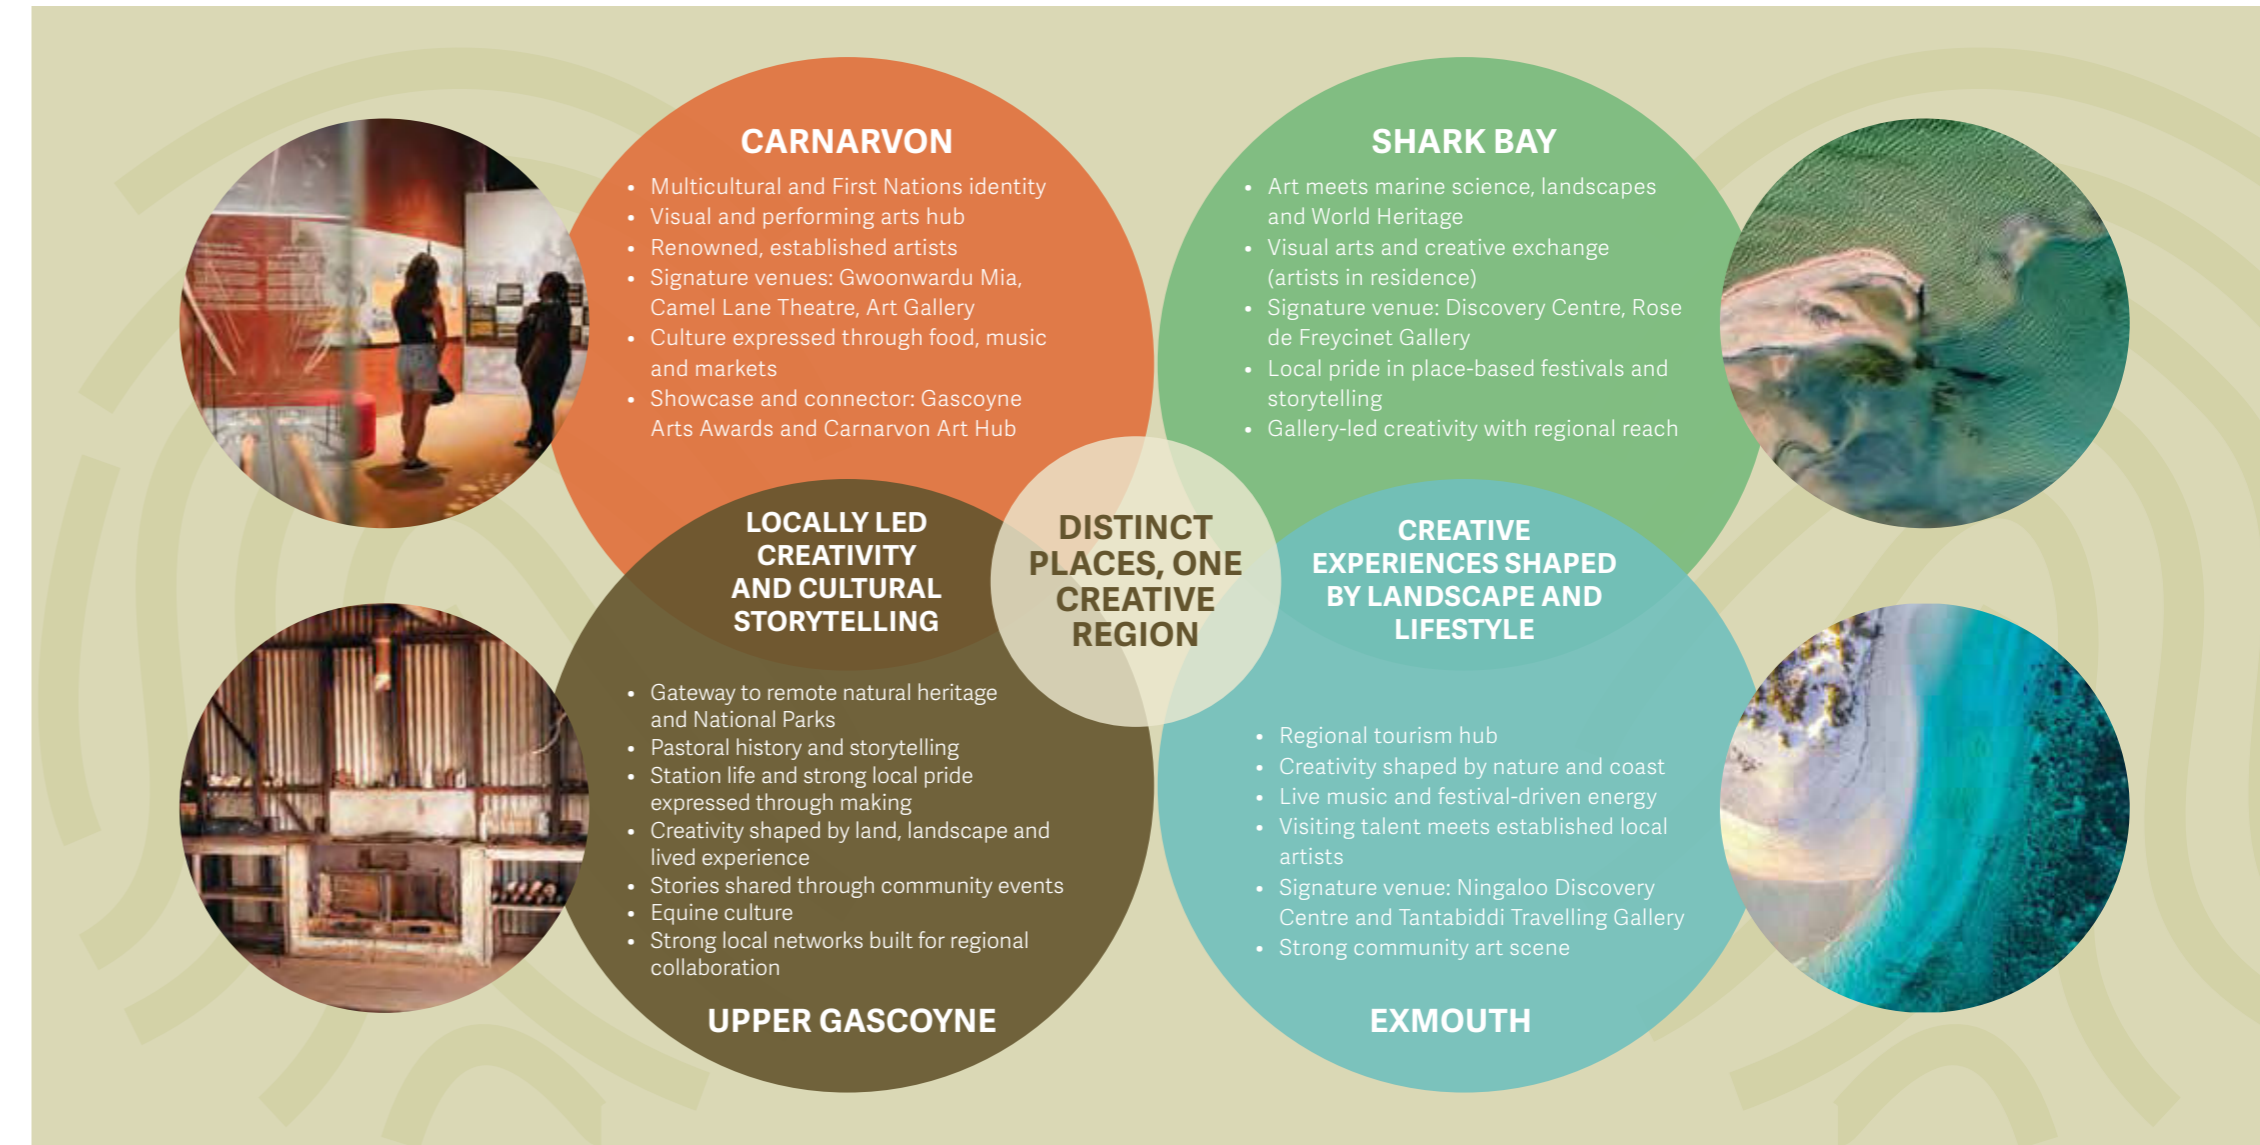 CARNARVON
• Multicultural and First Nations identity
• Visual and performing arts hub
• Renowned, established artists
• Signature venues: Gwoonwardu Mia,
Camel Lane Theatre, Art Gallery
• Culture expressed through food, music
and markets
• Showcase and connector: Gascoyne
Arts Awards and Carnarvon Art Hub
SHARK BAY
• Art meets marine science, landscapes
and World Heritage
• Visual arts and creative exchange
(artists in residence)
• Signature venue: Discovery Centre, Rose
de Freycinet Gallery
• Local pride in place-based festivals and
storytelling
• Gallery-led creativity with regional reach
LOCALLY LED
CREATIVITY
AND CULTURAL
STORYTELLING
DISTINCT
PLACES, ONE
CREATIVE
REGION
CREATIVE
EXPERIENCES SHAPED
BY LANDSCAPE AND
LIFESTYLE
• Gateway to remote natural heritage
and National Parks
• Pastoral history and storytelling
• Station life and strong local pride
expressed through making
• Creativity shaped by land, landscape and
lived experience
• Stories shared through community events
• Equine culture
• Strong local networks built for regional
collaboration
UPPER GASCOYNE
• Regional tourism hub
• Creativity shaped by nature and coast
• Live music and festival-driven energy
• Visiting talent meets established local
artists
• Signature venue: Ningaloo Discovery
Centre and Tantabiddi Travelling Gallery
• Strong community art scene
EXMOUTH